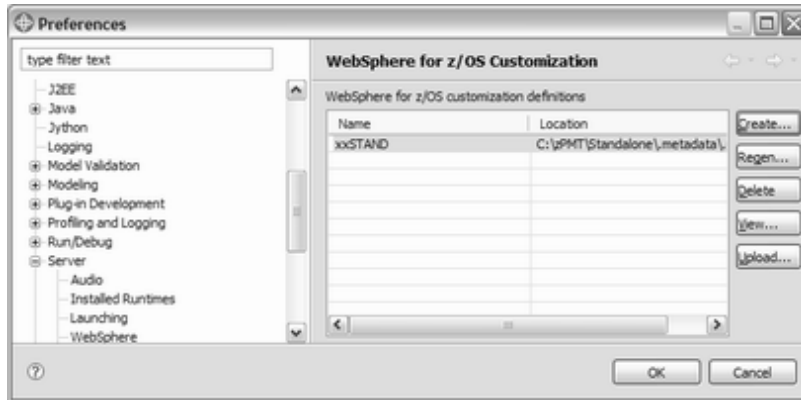 Preferences
type filter text
J2EE
Java
Jython
Logging
Model Validation
Modeling
Plug-in Development
Profiling and Logging
Run/Debug
Server
Audio
Installed Runtimes
Launching
WebSphere
WebSphere for z/OS Customization
WebSphere for z/OS customization definitions
Name Location
xxSTAND C:\zPMT\Standalone\.metadata\.
Create...
Regen...
Delete
View...
Upload...
OK Cancel